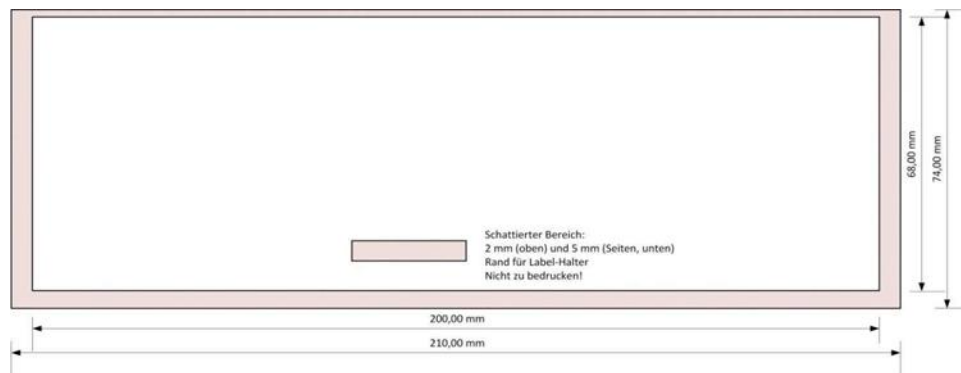 Schattierter Bereich:
2 mm (oben) und 5 mm (Seiten, unten)
Rand für Label-Halter
Nicht zu bedrucken!
68,00 mm
74,00 mm
200,00 mm
210,00 mm